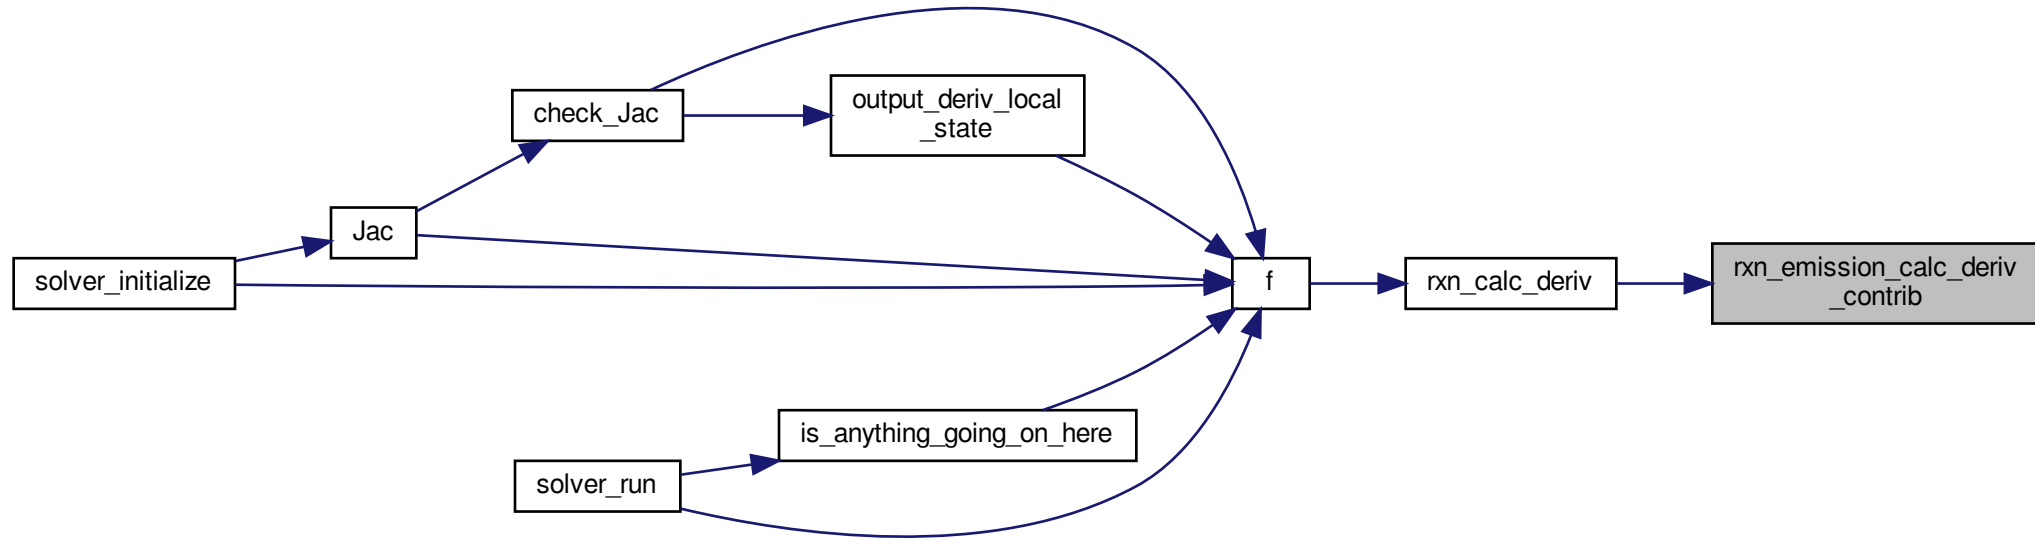 check_Jac
output_deriv_local
_state
Jac
solver_initialize
f
rxn_calc_deriv
rxn_emission_calc_deriv
_contrib
is_anything_going_on_here
solver_run